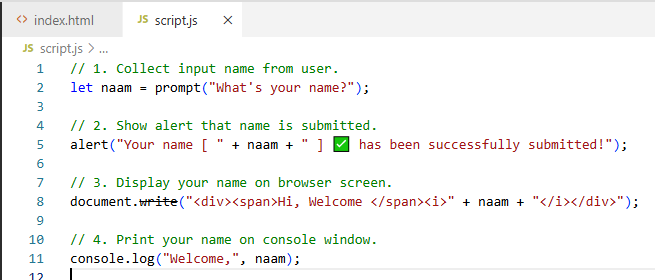 <> index.html JS script.js ×
JS script.js > ...
1 // 1. Collect input name from user.
2 let naam = prompt("What's your name?");
3
4 // 2. Show alert that name is submitted.
5 alert("Your name [ " + naam + " ] ✅ has been successfully submitted!");
6
7 // 3. Display your name on browser screen.
8 document.write("<div><span>Hi, Welcome </span><i>" + naam + "</i></div>");
9
10 // 4. Print your name on console window.
11 console.log("Welcome,", naam);
12